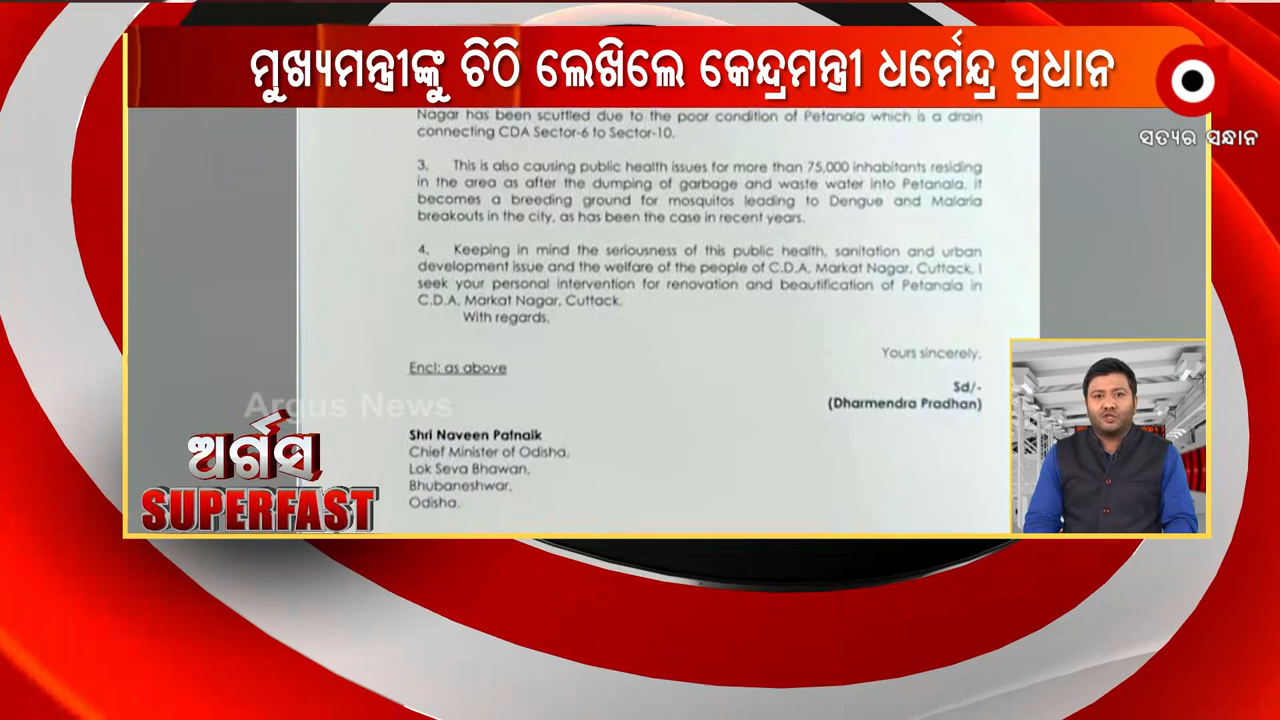 ମୁଖ୍ୟମନ୍ତ୍ରୀଙ୍କୁ ଚିଠି ଲେଖିଲେ କେନ୍ଦ୍ରମନ୍ତ୍ରୀ ଧର୍ମେନ୍ଦ୍ର ପ୍ରଧାନ
ସତ୍ୟର ସନ୍ଧାନ
Nagar has been scuttled due to the poor condition of Petanala which is a drain
connecting CDA Sector-6 to Sector-10.
3. This is also causing public health issues for more than 75,000 inhabitants residing
in the area as after the dumping of garbage and waste water into Petanala, it
becomes a breeding ground for mosquitos leading to Dengue and Malaria
breakouts in the city, as has been the case in recent years.
4. Keeping in mind the seriousness of this public health, sanitation and urban
development issue and the welfare of the people of C.D.A. Markat Nagar, Cuttack, I
seek your personal intervention for renovation and beautification of Petanala in
C.D.A. Markat Nagar, Cuttack.
With regards,
Yours sincerely,
Encl: as above
Sd/-
(Dharmendra Pradhan)
Argus News
Shri Naveen Patnaik
Chief Minister of Odisha,
Lok Seva Bhawan,
Bhubaneshwar,
Odisha.
ଅର୍ଗସ
SUPERFAST